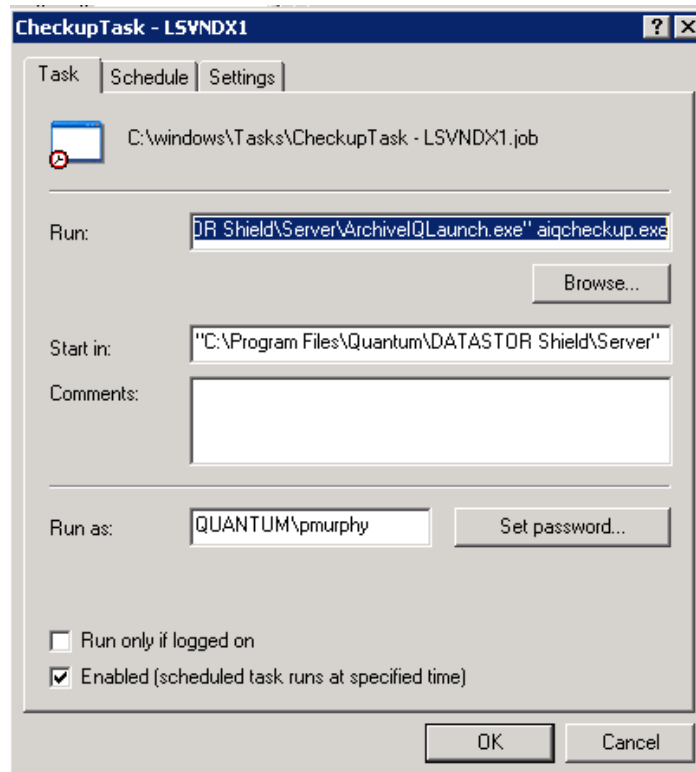 CheckupTask - LSVNDX1
Task Schedule Settings
C:\windows\Tasks\CheckupTask - LSVNDX1.job
Run: OR Shield\Server\ArchiveIQLaunch.exe" aiqcheckup.exe
Browse...
Start in: "C:\Program Files\Quantum\DATASTOR Shield\Server"
Comments:
Run as: QUANTUM\pmurphy Set password...
Run only if logged on
Enabled (scheduled task runs at specified time)
OK Cancel